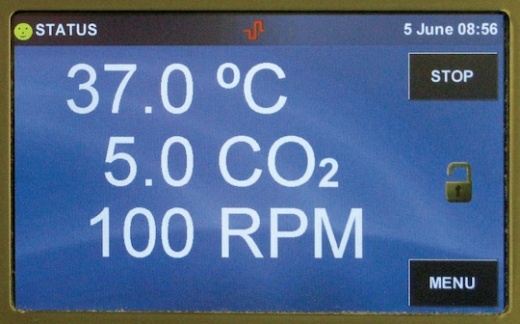 STATUS 5 June 08:56
37.0 ºC STOP
5.0 CO₂
100 RPM
MENU